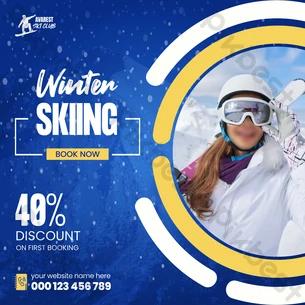 AVAREST
SKI CLUB
Winter
SKIING
BOOK NOW
40%
DISCOUNT
ON FIRST BOOKING
your website name here
000 123 456 789